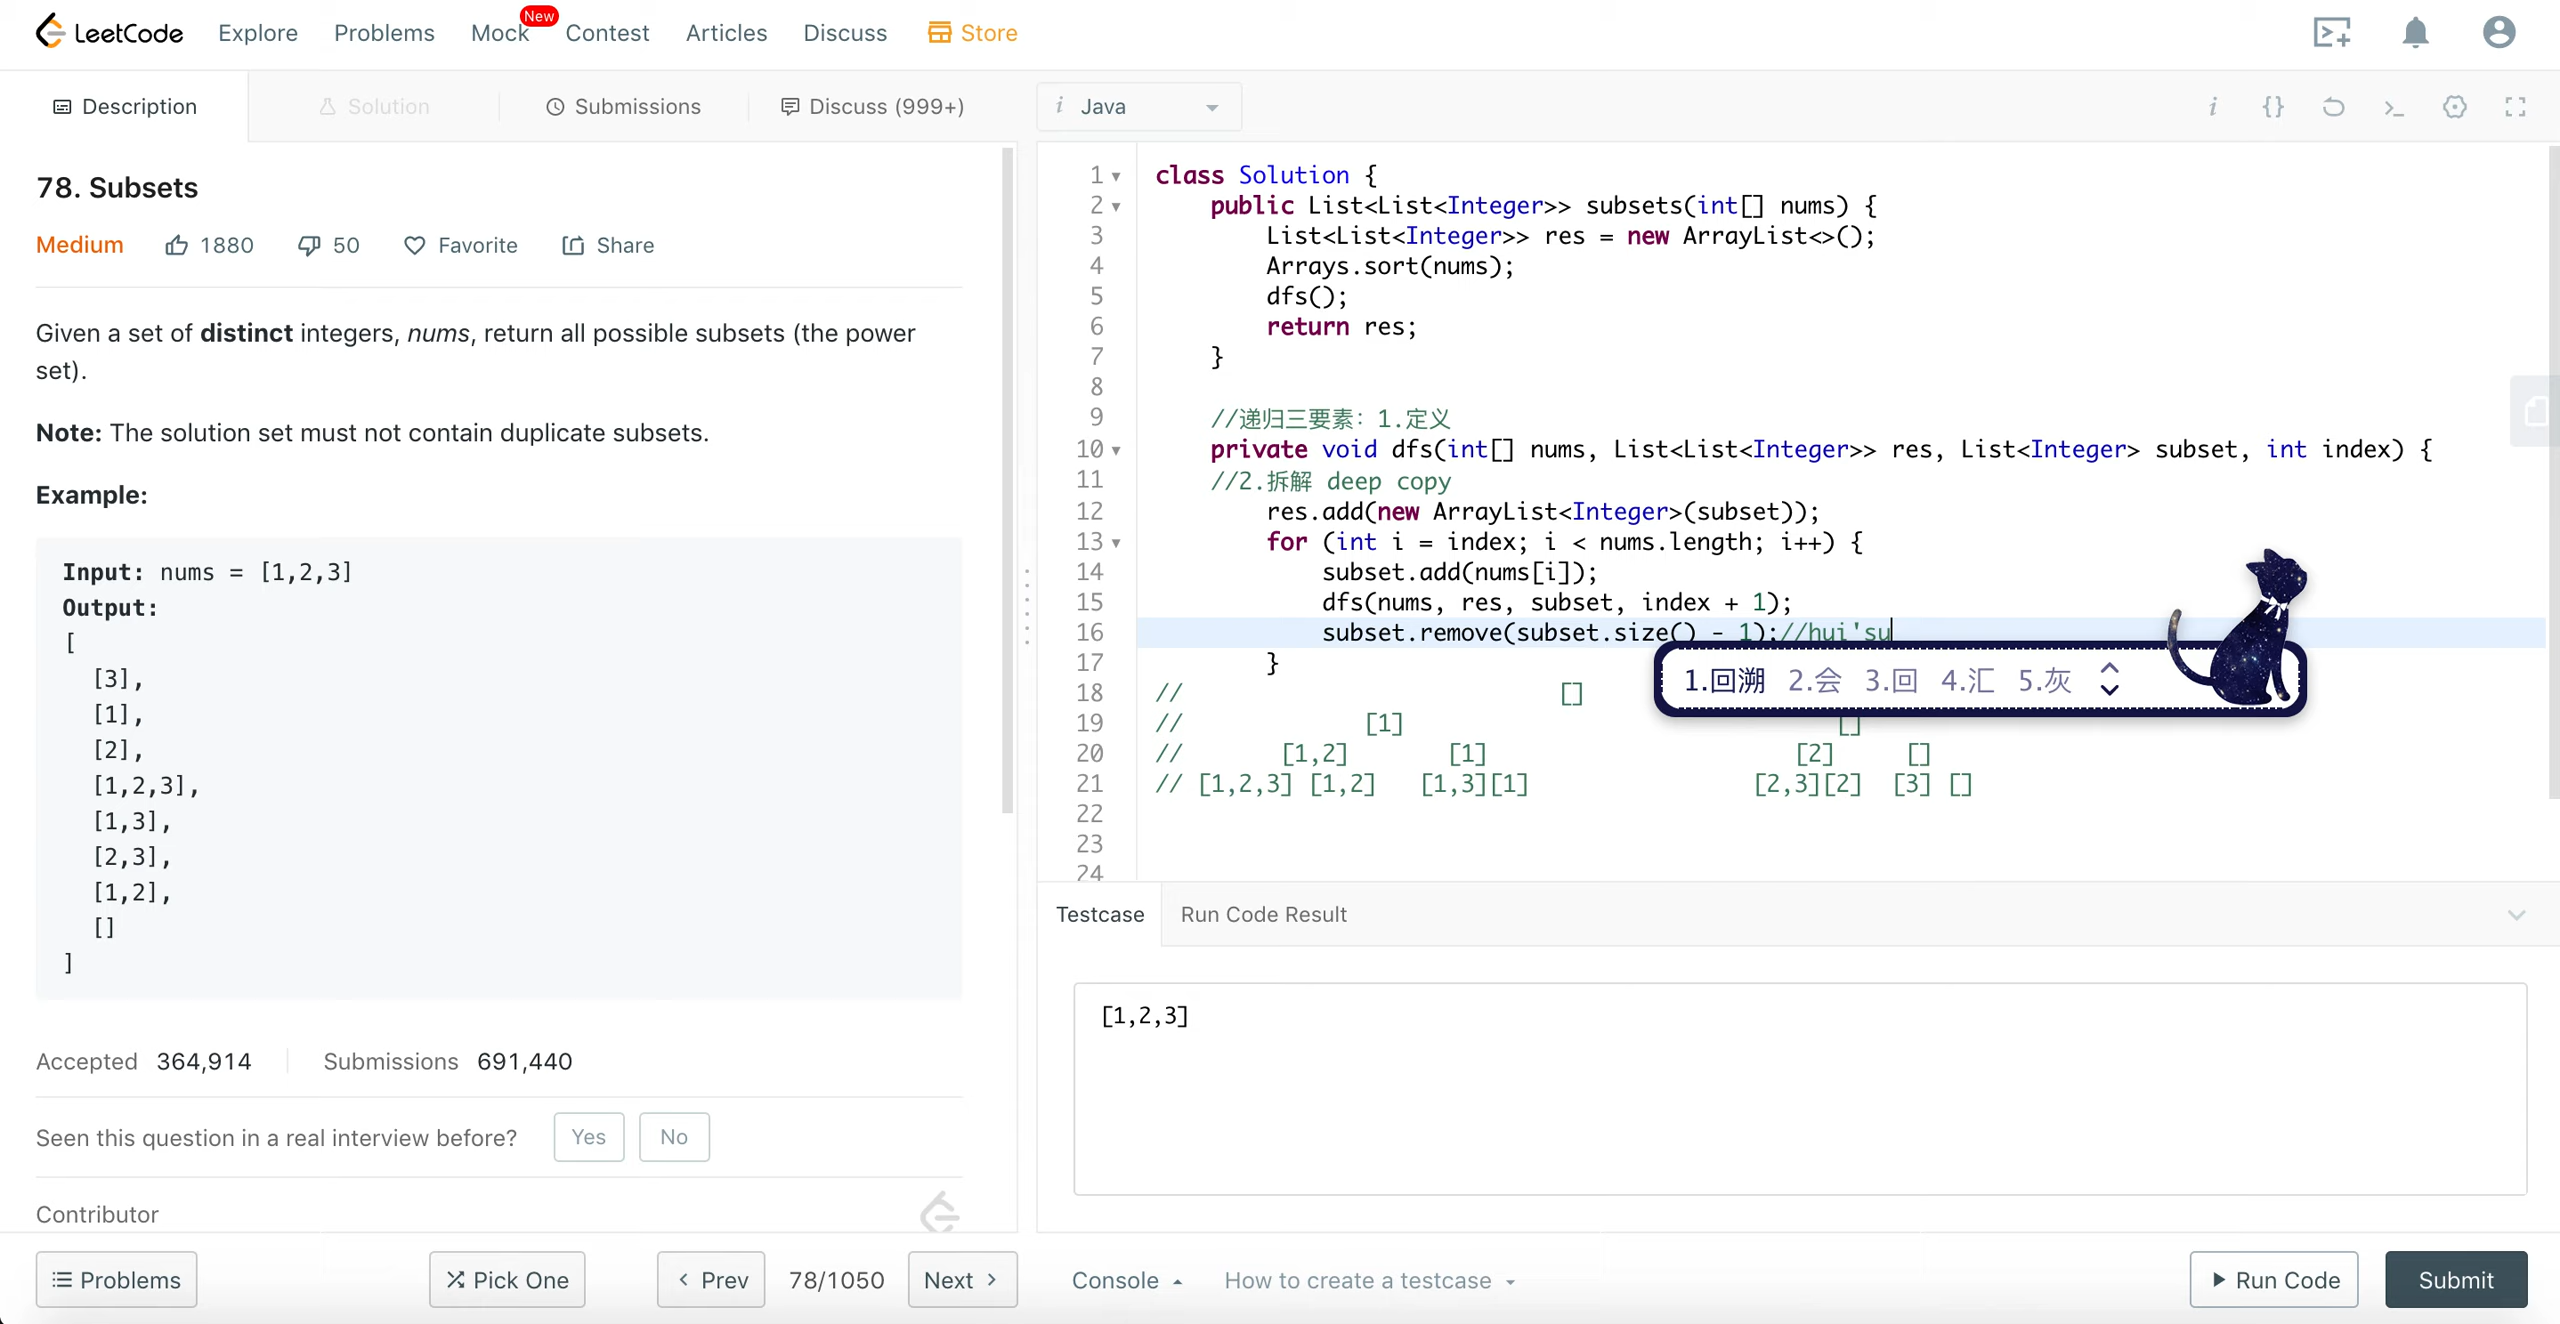 LeetCode Explore Problems Mock New Contest Articles Discuss Store
Description Solution Submissions Discuss (999+)
78. Subsets
Medium 1880 50 Favorite Share
Given a set of distinct integers, nums, return all possible subsets (the power
set).
Note: The solution set must not contain duplicate subsets.
Example:
Input: nums = [1,2,3]
Output:
[
[3],
[1],
[2],
[1,2,3],
[1,3],
[2,3],
[1,2],
[]
]
Accepted 364,914 Submissions 691,440
Seen this question in a real interview before? Yes No
Contributor
Problems Pick One Prev 78/1050 Next
i Java
1 class Solution {
2 public List<List<Integer>> subsets(int[] nums) {
3 List<List<Integer>> res = new ArrayList<>();
4 Arrays.sort(nums);
5 dfs();
6 return res;
7 }
8
9 //递归三要素: 1.定义
10 private void dfs(int[] nums, List<List<Integer>> res, List<Integer> subset, int index) {
11 //2.拆解 deep copy
12 res.add(new ArrayList<Integer>(subset));
13 for (int i = index; i < nums.length; i++) {
14 subset.add(nums[i]);
15 dfs(nums, res, subset, index + 1);
16 subset.remove(subset.size() - 1);//hui'su
17 }
1.回溯 2.会 3.回 4.汇 5.灰
18 // []
19 // [1] []
20 // [1,2] [1] [2] []
21 // [1,2,3] [1,2] [1,3][1] [2,3][2] [3] []
22
23
24
Testcase Run Code Result
[1,2,3]
Console How to create a testcase Run Code Submit